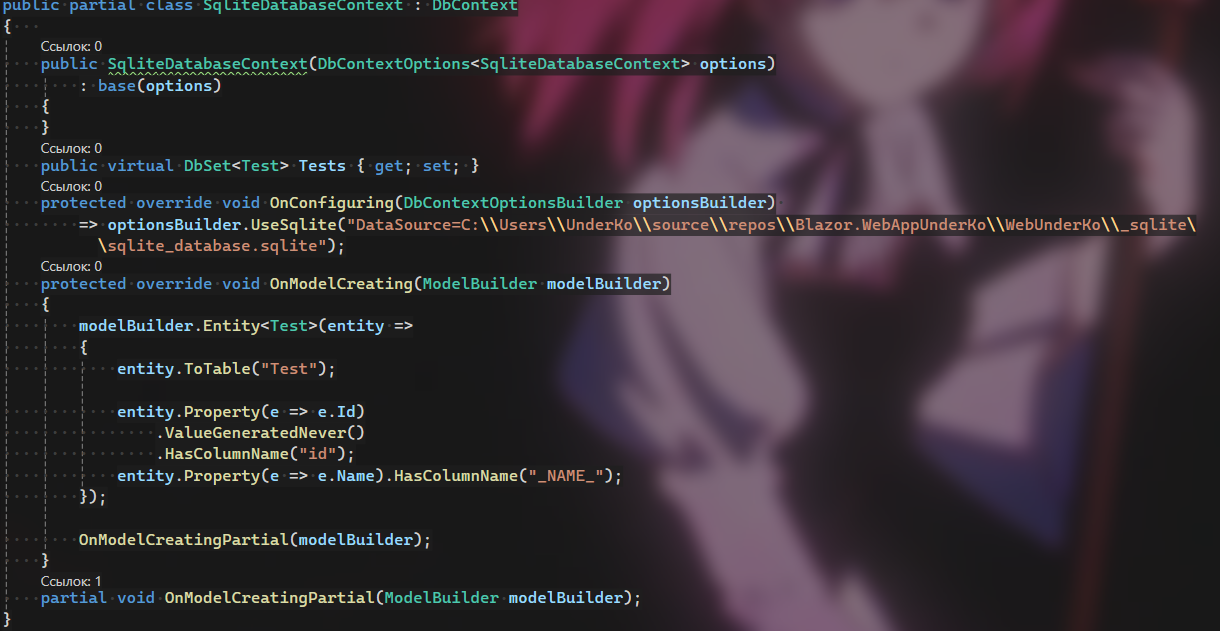 public partial class SqliteDatabaseContext : DbContext
{
Ссылок: 0
public SqliteDatabaseContext(DbContextOptions<SqliteDatabaseContext> options)
: base(options)
{
}
Ссылок: 0
public virtual DbSet<Test> Tests { get; set; }
Ссылок: 0
protected override void OnConfiguring(DbContextOptionsBuilder optionsBuilder)
=> optionsBuilder.UseSqlite("DataSource=C:\\Users\\UnderKo\\source\\repos\\Blazor.WebAppUnderKo\\WebUnderKo\\_sqlite\
\sqlite_database.sqlite");
Ссылок: 0
protected override void OnModelCreating(ModelBuilder modelBuilder)
{
modelBuilder.Entity<Test>(entity =>
{
entity.ToTable("Test");
entity.Property(e => e.Id)
.ValueGeneratedNever()
.HasColumnName("id");
entity.Property(e => e.Name).HasColumnName("_NAME_");
});
OnModelCreatingPartial(modelBuilder);
}
Ссылок: 1
partial void OnModelCreatingPartial(ModelBuilder modelBuilder);
}